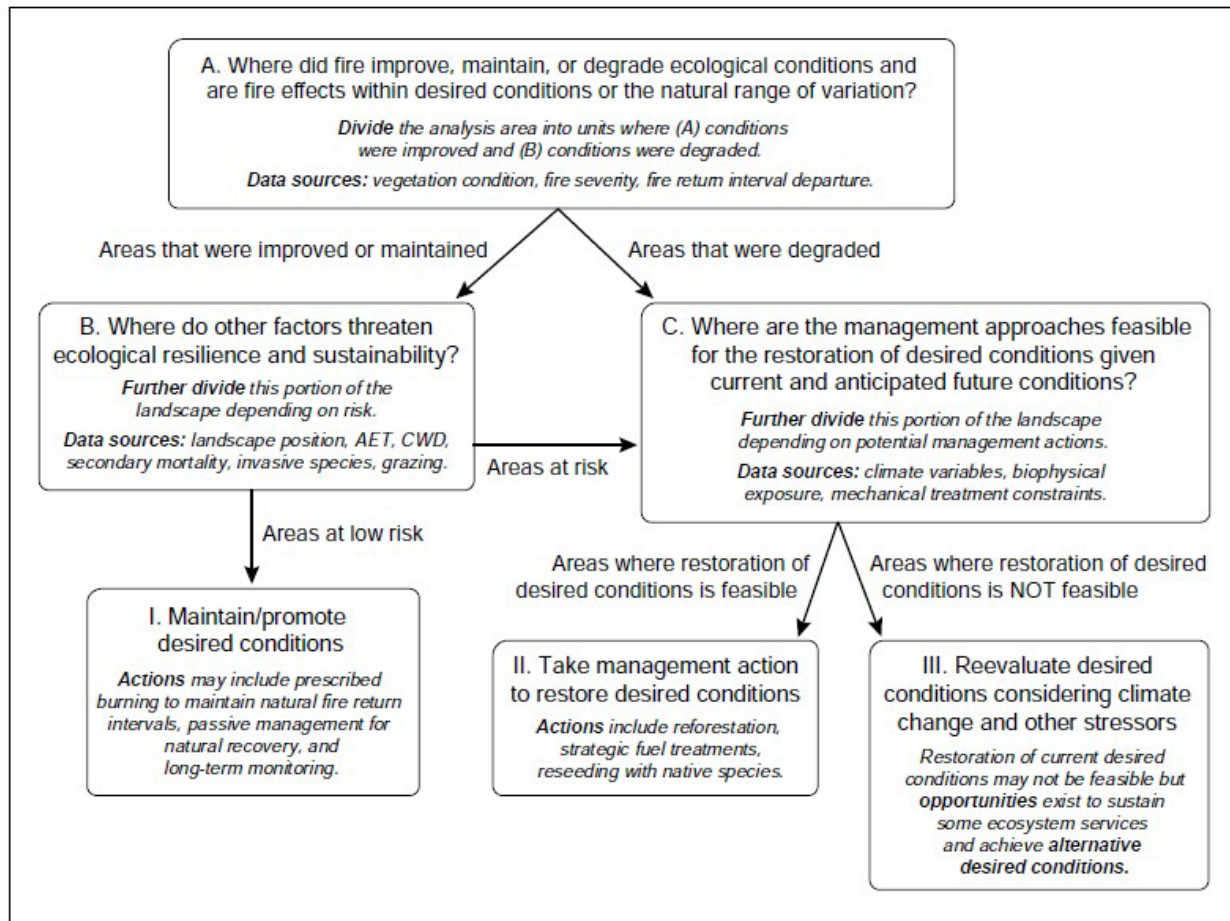 A. Where did fire improve, maintain, or degrade ecological conditions and
are fire effects within desired conditions or the natural range of variation?
Divide the analysis area into units where (A) conditions
were improved and (B) conditions were degraded.
Data sources: vegetation condition, fire severity, fire return interval departure.
Areas that were improved or maintained
Areas that were degraded
B. Where do other factors threaten
ecological resilience and sustainability?
Further divide this portion of the
landscape depending on risk.
Data sources: landscape position, AET, CWD,
secondary mortality, invasive species, grazing.
Areas at risk
C. Where are the management approaches feasible
for the restoration of desired conditions given
current and anticipated future conditions?
Further divide this portion of the landscape
depending on potential management actions.
Data sources: climate variables, biophysical
exposure, mechanical treatment constraints.
Areas at low risk
Areas where restoration of
desired conditions is feasible
Areas where restoration of desired
conditions is NOT feasible
I. Maintain/promote
desired conditions
Actions may include prescribed
burning to maintain natural fire return
intervals, passive management for
natural recovery, and
long-term monitoring.
II. Take management action
to restore desired conditions
Actions include reforestation,
strategic fuel treatments,
reseeding with native species.
III. Reevaluate desired
conditions considering climate
change and other stressors
Restoration of current desired
conditions may not be feasible but
opportunities exist to sustain
some ecosystem services
and achieve alternative
desired conditions.